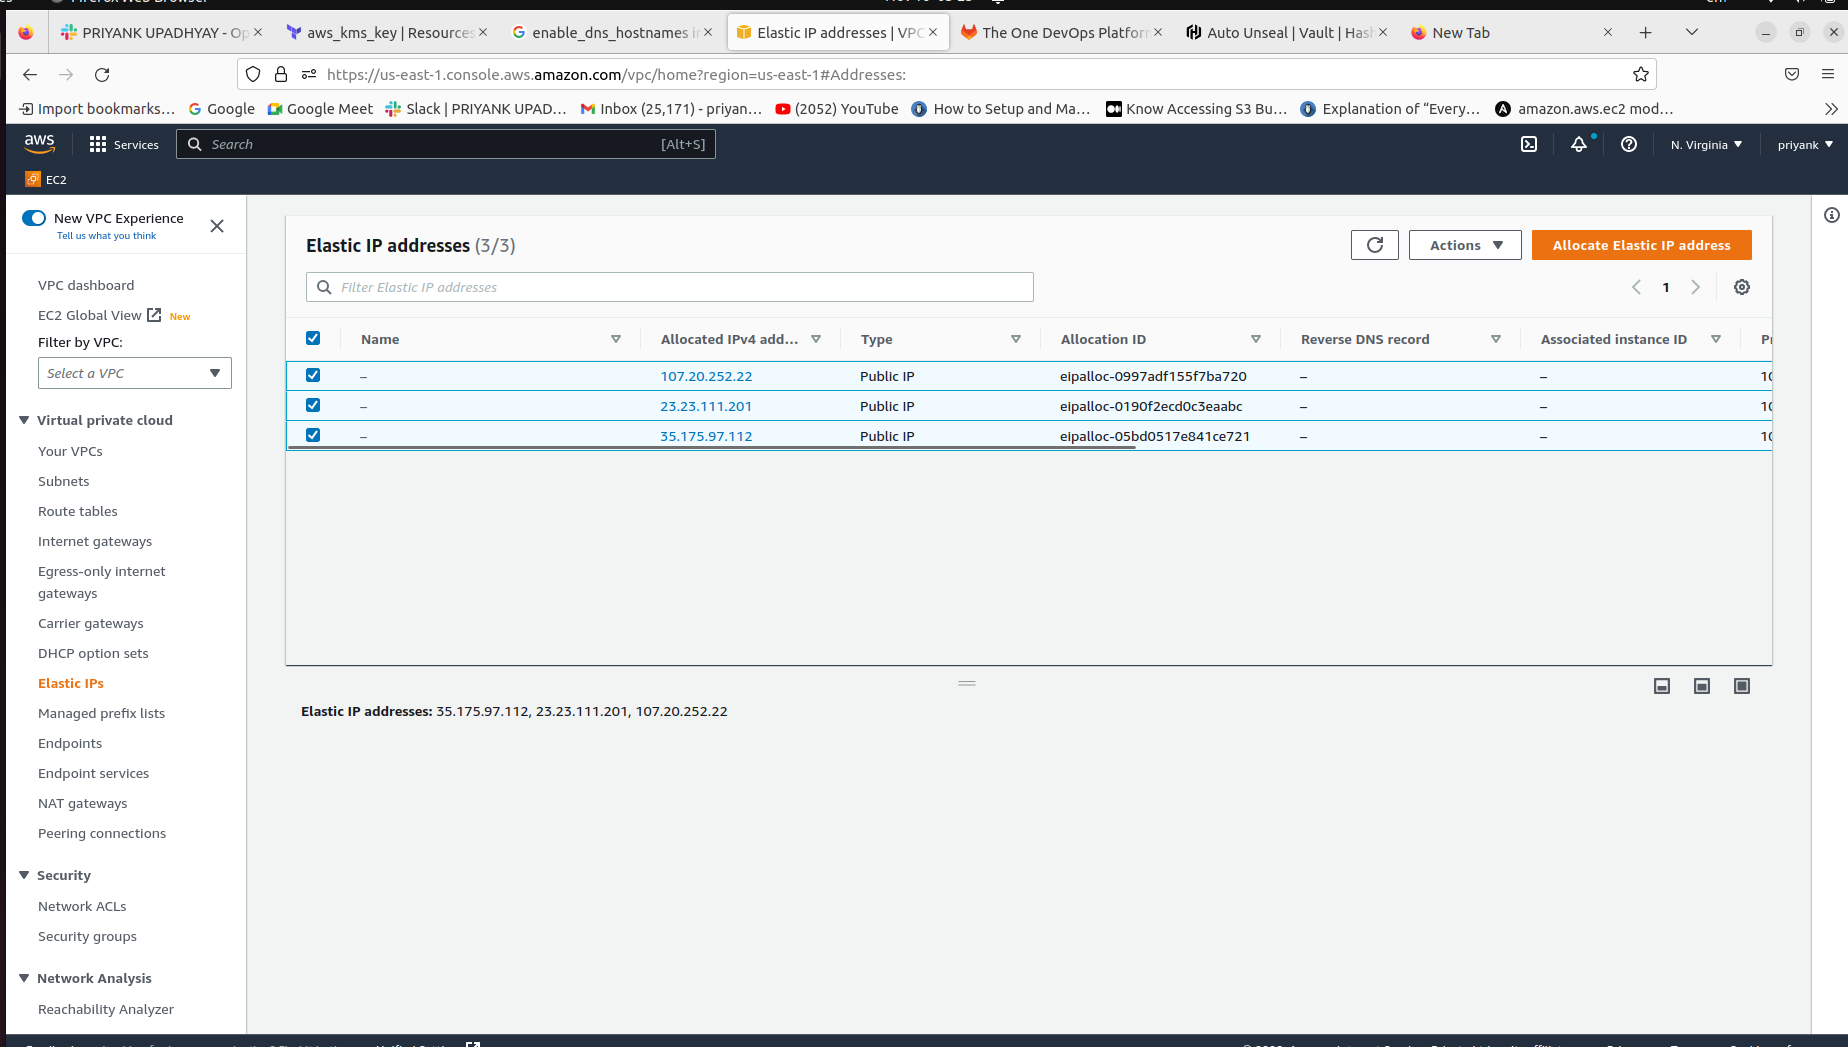 PRIYANK UPADHYAY - Op
aws_kms_key | Resources
enable_dns_hostnames i
Elastic IP addresses | VPC
The One DevOps Platfor
Auto Unseal | Vault | Has
New Tab
https://us-east-1.console.aws.amazon.com/vpc/home?region=us-east-1#Addresses:
Import bookmarks...
Google
Google Meet
Slack | PRIYANK UPAD...
Inbox (25,171) - priyan...
(2052) YouTube
How to Setup and Ma...
Know Accessing S3 Bu...
Explanation of “Every...
amazon.aws.ec2 mod...
aws
Services
Search
[Alt+S]
N. Virginia
priyank
EC2
New VPC Experience
Tell us what you think
VPC dashboard
EC2 Global View New
Filter by VPC:
Select a VPC
Virtual private cloud
Your VPCs
Subnets
Route tables
Internet gateways
Egress-only internet
gateways
Carrier gateways
DHCP option sets
Elastic IPs
Managed prefix lists
Endpoints
Endpoint services
NAT gateways
Peering connections
Security
Network ACLs
Security groups
Network Analysis
Reachability Analyzer
Elastic IP addresses (3/3)
Actions
Allocate Elastic IP address
Filter Elastic IP addresses
1
Name Allocated IPv4 add... Type Allocation ID Reverse DNS record Associated instance ID
– 107.20.252.22 Public IP eipalloc-0997adf155f7ba720 – – 10
– 23.23.111.201 Public IP eipalloc-0190f2ecd0c3eaabc – – 10
– 35.175.97.112 Public IP eipalloc-05bd0517e841ce721 – – 10
Elastic IP addresses: 35.175.97.112, 23.23.111.201, 107.20.252.22